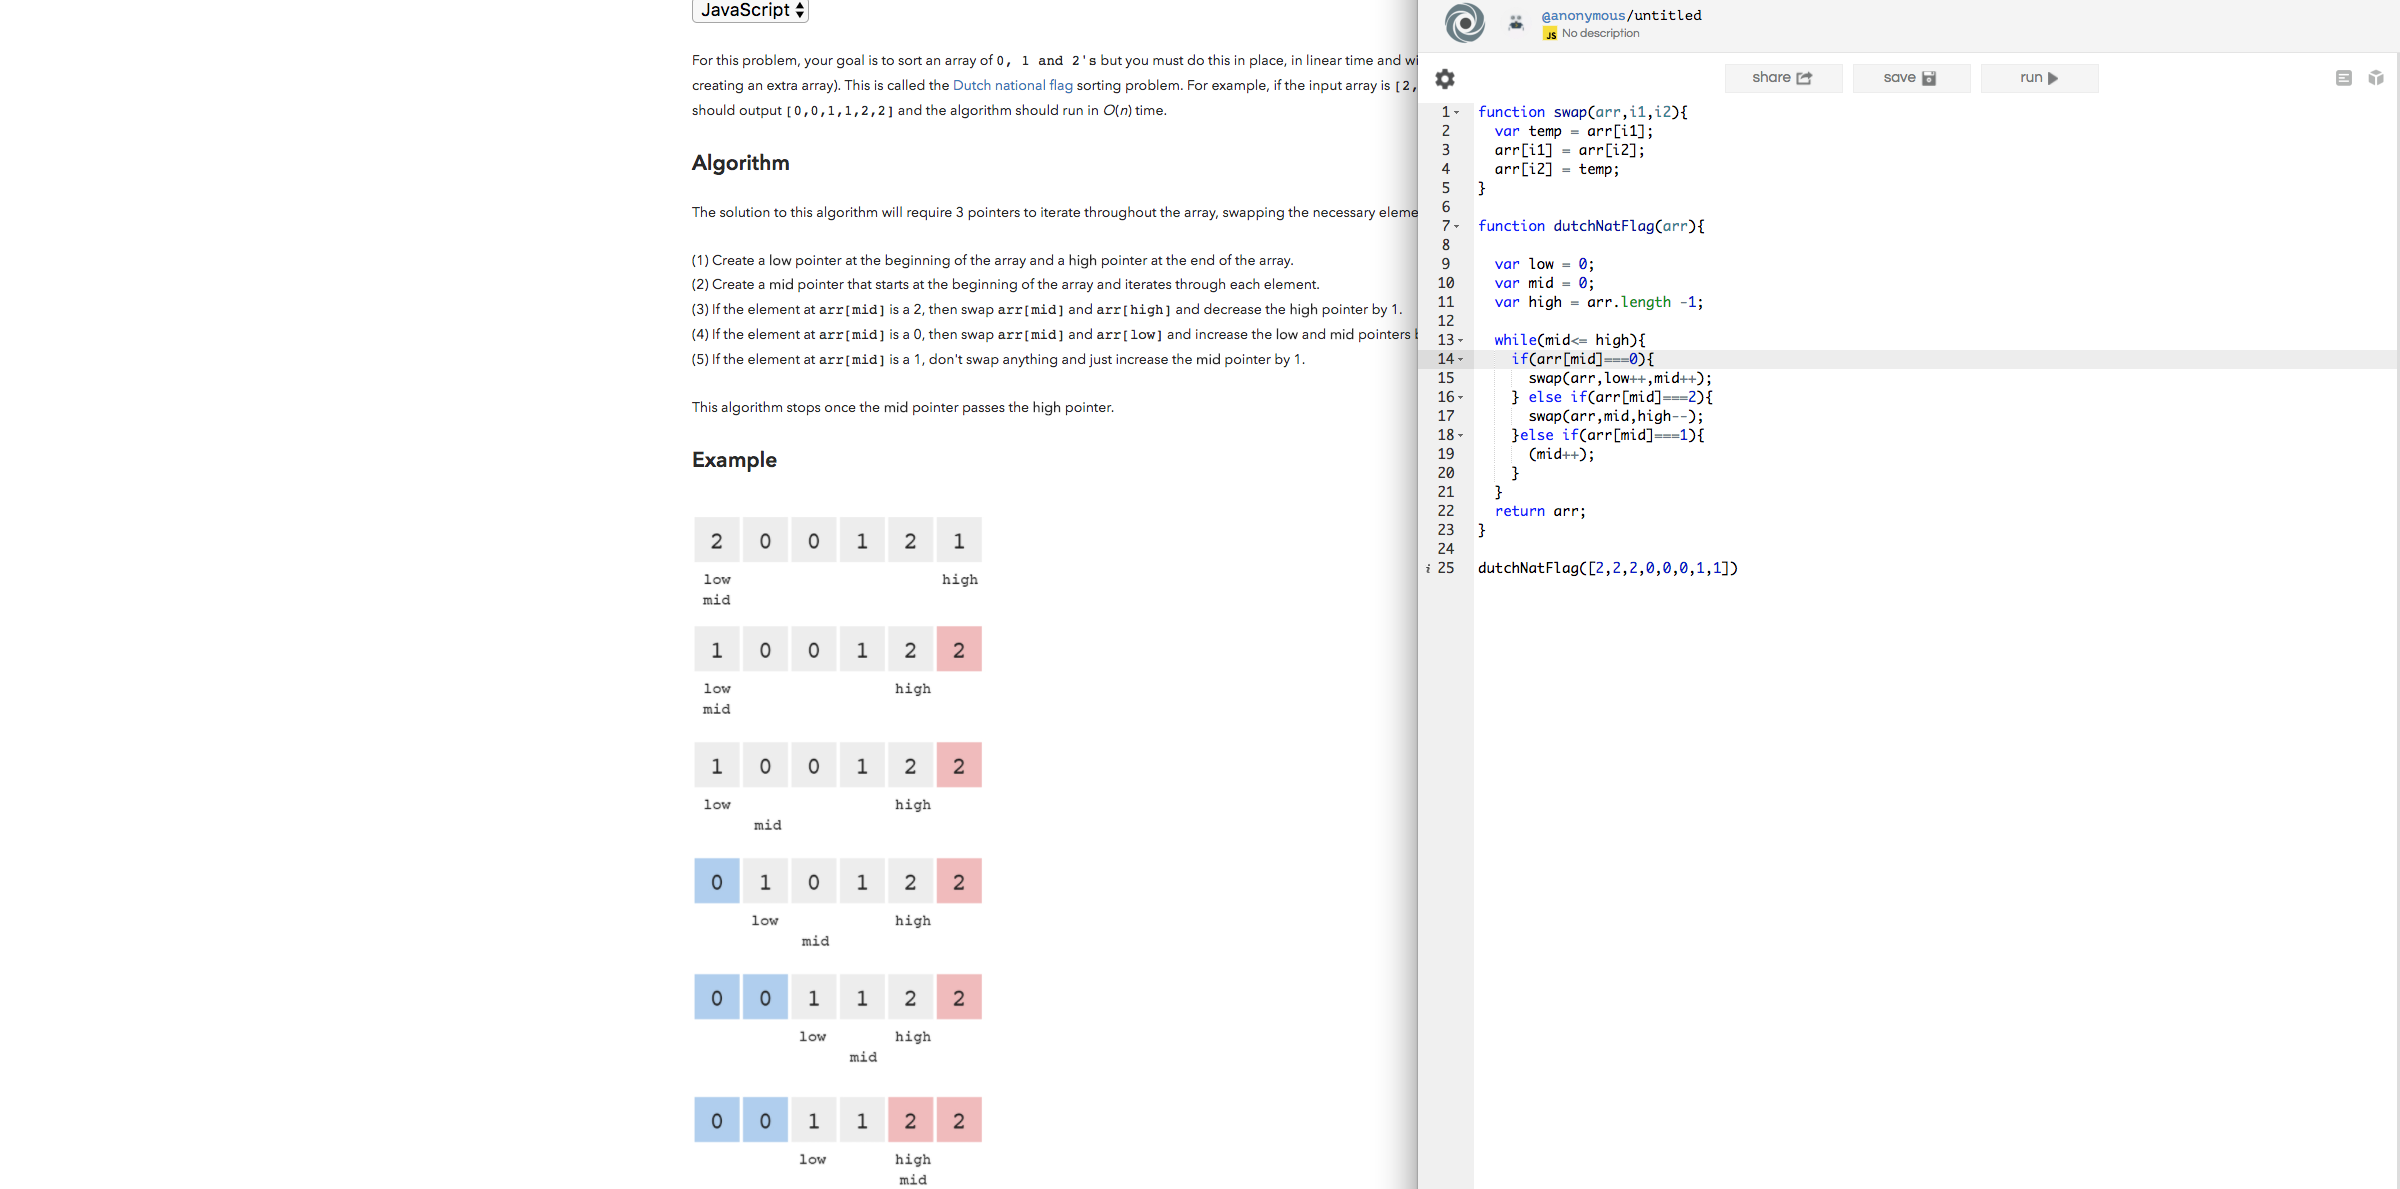 JavaScript
For this problem, your goal is to sort an array of 0, 1 and 2's but you must do this in place, in linear time and
creating an extra array). This is called the Dutch national flag sorting problem. For example, if the input array is [2,
should output [0,0,1,1,2,2] and the algorithm should run in O(n) time.
Algorithm
The solution to this algorithm will require 3 pointers to iterate throughout the array, swapping the necessary
(1) Create a low pointer at the beginning of the array and a high pointer at the end of the array.
(2) Create a mid pointer that starts at the beginning of the array and iterates through each element.
(3) If the element at arr[mid] is a 2, then swap arr[mid] and arr[high] and decrease the high pointer by 1.
(4) If the element at arr[mid] is a 0, then swap arr[mid] and arr[low] and increase the low and mid pointers
(5) If the element at arr[mid] is a 1, don't swap anything and just increase the mid pointer by 1.
This algorithm stops once the mid pointer passes the high pointer.
Example
2 0 0 1 2 1
low high
mid
1 0 0 1 2 2
low high
mid
1 0 0 1 2 2
low high
mid
0 1 0 1 2 2
low high
mid
0 0 1 1 2 2
low high
mid
0 0 1 1 2 2
low high
mid
@anonymous/untitled
JS No description
share save run
1 function swap(arr,i1,i2){
2 var temp = arr[i1];
3 arr[i1] = arr[i2];
4 arr[i2] = temp;
5 }
6
7 function dutchNatFlag(arr){
8
9 var low = 0;
10 var mid = 0;
11 var high = arr.length -1;
12
13 while(mid<= high){
14 if(arr[mid]===0){
15 swap(arr,low++,mid++);
16 } else if(arr[mid]===2){
17 swap(arr,mid,high--);
18 }else if(arr[mid]===1){
19 (mid++);
20 }
21 }
22 return arr;
23 }
24
i 25 dutchNatFlag([2,2,2,0,0,0,1,1])